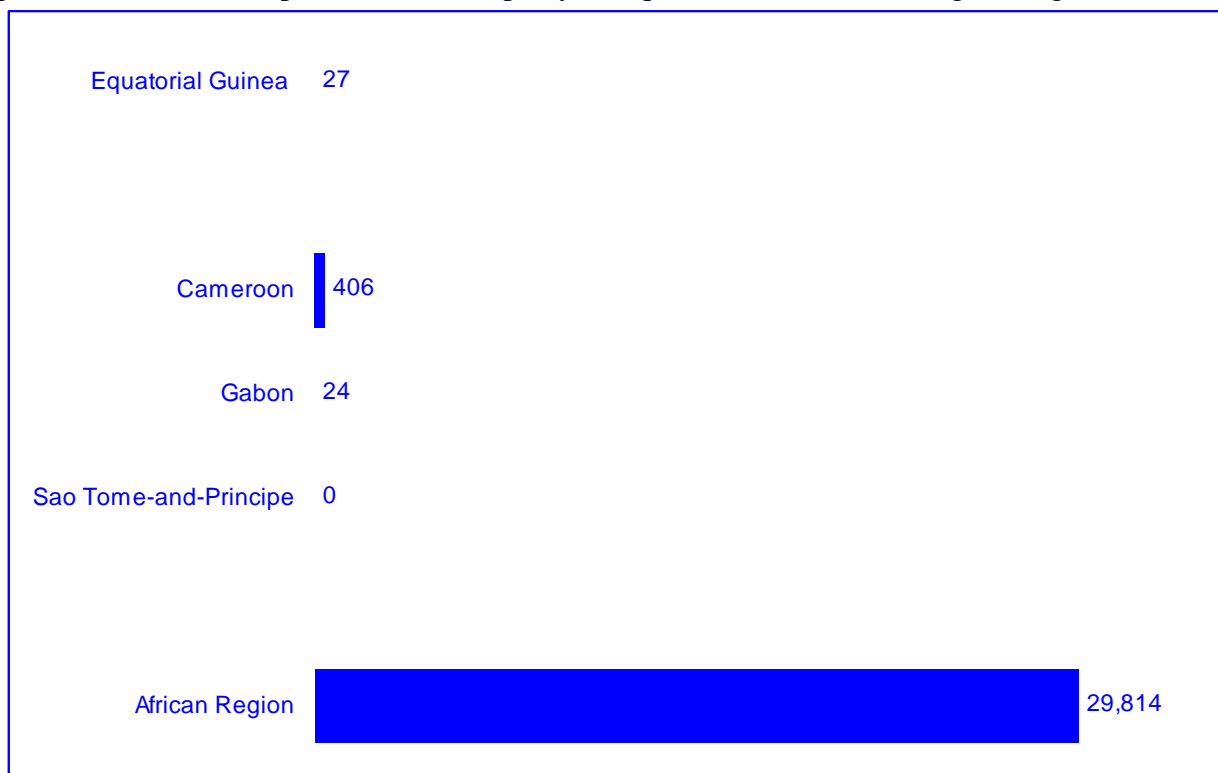 Equatorial Guinea 27
Cameroon 406
Gabon 24
Sao Tome-and-Principe 0
African Region 29,814